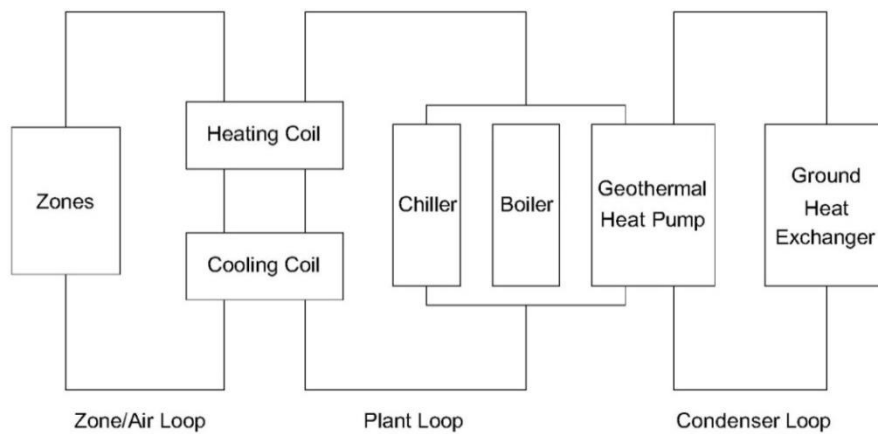 Zones
Heating Coil
Cooling Coil
Chiller
Boiler
Geothermal
Heat Pump
Ground
Heat
Exchanger
Zone/Air Loop
Plant Loop
Condenser Loop